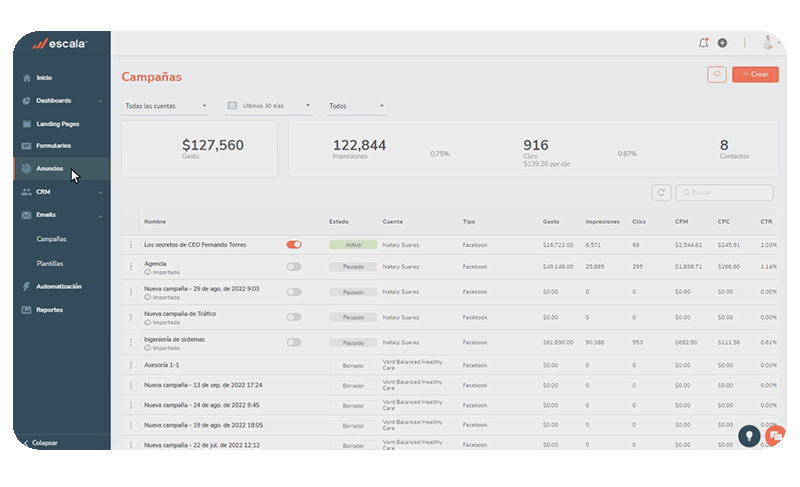 escala
Campañas
+ Crear
Inicio
Dashboards
Landing Pages
Formularios
Anuncios
CRM
Emails
Campañas
Plantillas
Automatización
Reportes
Colapsar
Todas las cuentas
Últimos 30 días
Todos
$127,560
Gasto
122,844
Impresiones
0.75%
916
Clics
$139.26 por clic
0.87%
8
Contactos
Buscar
Nombre Estado Cuenta Tipo Gasto Impresiones Clics CPM CPC CTR
Los secretos de CEO Fernando Torres Activo Nataly Suarez Facebook $16,722.00 6,571 68 $2,544.82 $245.91 1.03%
Agencia Pausado Nataly Suarez Facebook $49,148.00 25,885 295 $1,898.71 $166.60 1.14%
Importado
Nueva campaña - 29 de ago. de 2022 9:03 Pausado Nataly Suarez Facebook $0.00 0 0 $0.00 $0.00 0.00%
Importado
Nueva campaña de Tráfico Pausado Nataly Suarez Facebook $0.00 0 0 $0.00 $0.00 0.00%
Importado
Ingeniería de sistemas Pausado Nataly Suarez Facebook $61,690.00 90,388 553 $682.50 $111.56 0.61%
Importado
Asesoría 1-1 Borrador Vont Balanced Healthy Care Facebook $0.00 0 0 $0.00 $0.00 0.00%
Nueva campaña - 13 de sep. de 2022 17:24 Borrador Vont Balanced Healthy Care Facebook $0.00 0 0 $0.00 $0.00 0.00%
Nueva campaña - 24 de ago. de 2022 9:45 Borrador Vont Balanced Healthy Care Facebook $0.00 0 0 $0.00 $0.00 0.00%
Nueva campaña - 19 de ago. de 2022 18:05 Borrador Vont Balanced Healthy Care Facebook $0.00 0 0 $0.00 $0.00 0.00%
Nueva campaña - 22 de jul. de 2022 12:12 Borrador Vont Balanced Healthy Care Facebook $0.00 0 0 $0.00 $0.00 0.00%